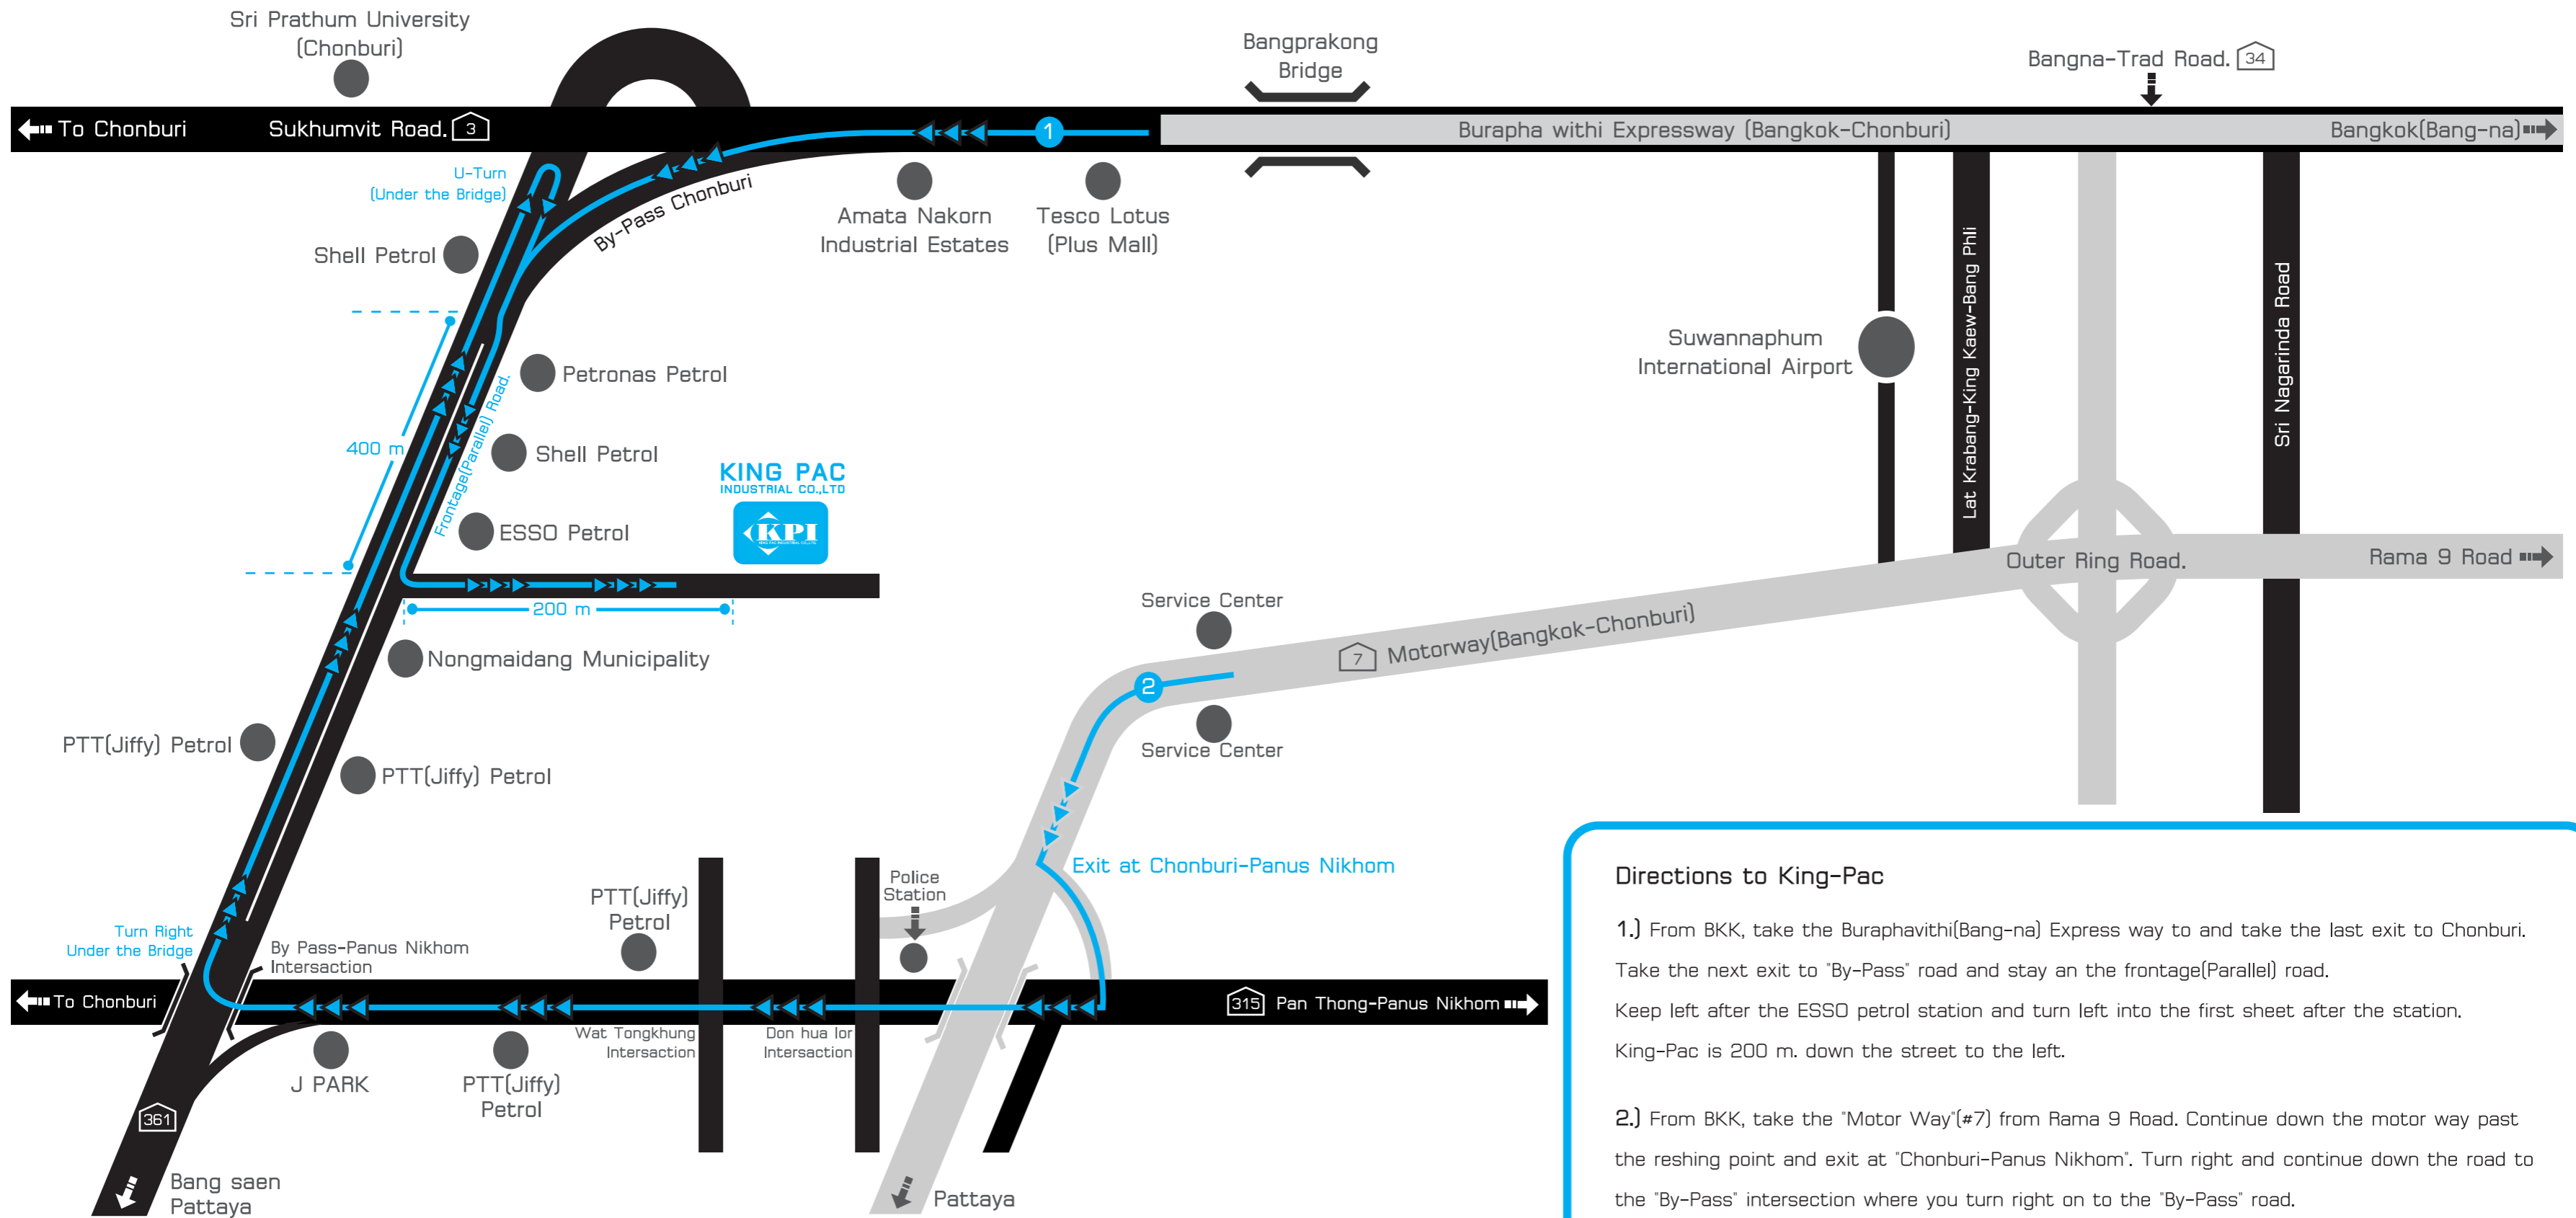 Sri Prathum University
(Chonburi)
Bangprakong
Bridge
Bangna-Trad Road. 34
To Chonburi
Sukhumvit Road. 3
1
Burapha withi Expressway (Bangkok-Chonburi)
Bangkok(Bang-na)
U-Turn
(Under the Bridge)
By-Pass Chonburi
Amata Nakorn
Industrial Estates
Tesco Lotus
(Plus Mall)
Shell Petrol
Lat Krabang-King Kaew-Bang Phli
Sri Nagarinda Road
Suwannaphum
International Airport
Petronas Petrol
Frontage(Parallel) Road.
400 m
Shell Petrol
KING PAC
INDUSTRIAL CO.,LTD
KPI
ESSO Petrol
Outer Ring Road.
Rama 9 Road
200 m
Service Center
7 Motorway(Bangkok-Chonburi)
Nongmaidang Municipality
2
Service Center
PTT(Jiffy) Petrol
PTT(Jiffy) Petrol
Exit at Chonburi-Panus Nikhom
Police
Station
PTT(Jiffy)
Petrol
Turn Right
Under the Bridge
By Pass-Panus Nikhom
Intersaction
To Chonburi
315 Pan Thong-Panus Nikhom
Wat Tongkhung
Intersaction
Don hua lor
Intersaction
J PARK
PTT(Jiffy)
Petrol
361
Bang saen
Pattaya
Pattaya
Directions to King-Pac
1.) From BKK, take the Buraphavithi(Bang-na) Express way to and take the last exit to Chonburi.
Take the next exit to "By-Pass" road and stay an the frontage(Parallel) road.
Keep left after the ESSO petrol station and turn left into the first sheet after the station.
King-Pac is 200 m. down the street to the left.
2.) From BKK, take the "Motor Way"(#7) from Rama 9 Road. Continue down the motor way past
the reshing point and exit at "Chonburi-Panus Nikhom". Turn right and continue down the road to
the "By-Pass" intersection where you turn right on to the "By-Pass" road.